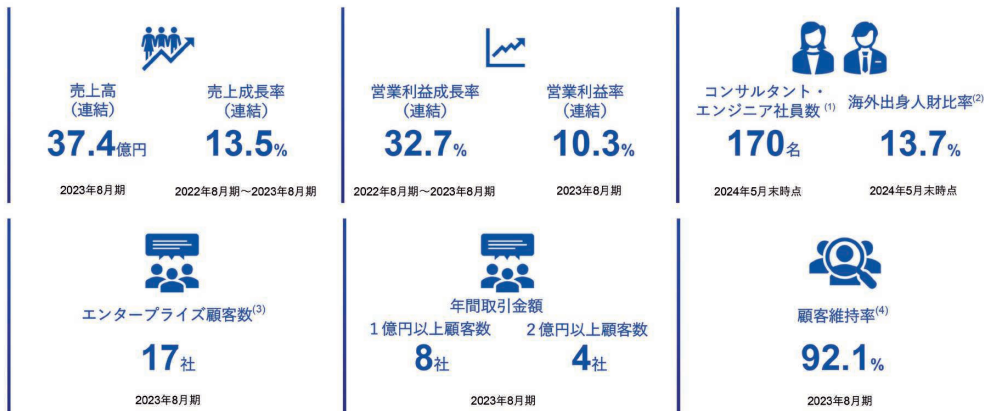 売上高
(連結)
37.4億円
2023年8月期
売上成長率
(連結)
13.5%
2022年8月期~2023年8月期
営業利益成長率
(連結)
32.7%
2022年8月期~2023年8月期
営業利益率
(連結)
10.3%
2023年8月期
コンサルタント・
エンジニア社員数(1)
170名
2024年5月末時点
海外出身人財比率(2)
13.7%
2024年5月末時点
エンタープライズ顧客数(3)
17社
2023年8月期
年間取引金額
1億円以上顧客数
8社
2億円以上顧客数
4社
2023年8月期
顧客維持率(4)
92.1%
2023年8月期